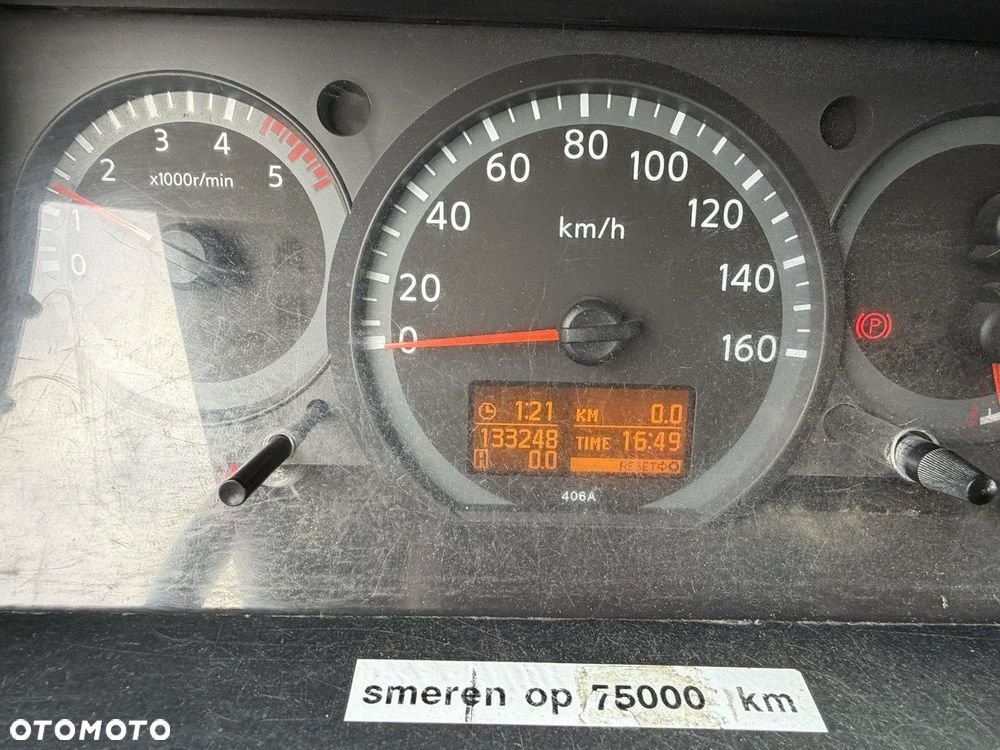 0 1 2 3 4 5
x1000r/min
0 20 40 60 80 100 120 140 160
km/h
1:21 KM 0.0
133248 TIME 16:49
H 0.0 RESET
406A
P
smeren op 75000 km
OTOMOTO